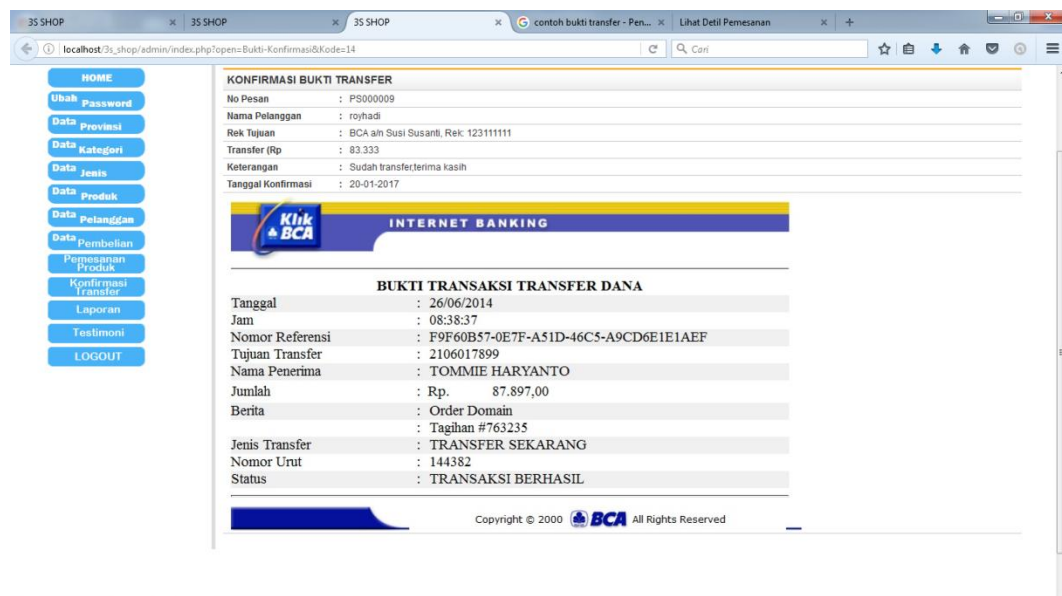 3S SHOP 3S SHOP 3S SHOP contoh bukti transfer - Pen... Lihat Detil Pemesanan
localhost/3s_shop/admin/index.php?open=Bukti-Konfirmasi&Kode=14 Cari
HOME
Ubah Password
Data Provinsi
Data Kategori
Data Jenis
Data Produk
Data Pelanggan
Data Pembelian
Pemesanan
Produk
Konfirmasi
Transfer
Laporan
Testimoni
LOGOUT
KONFIRMASI BUKTI TRANSFER
No Pesan : PS000009
Nama Pelanggan : royhadi
Rek Tujuan : BCA a/n Susi Susanti, Rek: 123111111
Transfer (Rp : 83.333
Keterangan : Sudah transfer,terima kasih
Tanggal Konfirmasi : 20-01-2017
Klik
BCA
INTERNET BANKING
BUKTI TRANSAKSI TRANSFER DANA
Tanggal : 26/06/2014
Jam : 08:38:37
Nomor Referensi : F9F60B57-0E7F-A51D-46C5-A9CD6E1E1AEF
Tujuan Transfer : 2106017899
Nama Penerima : TOMMIE HARYANTO
Jumlah : Rp. 87.897,00
Berita : Order Domain
: Tagihan #763235
Jenis Transfer : TRANSFER SEKARANG
Nomor Urut : 144382
Status : TRANSAKSI BERHASIL
Copyright © 2000 BCA All Rights Reserved